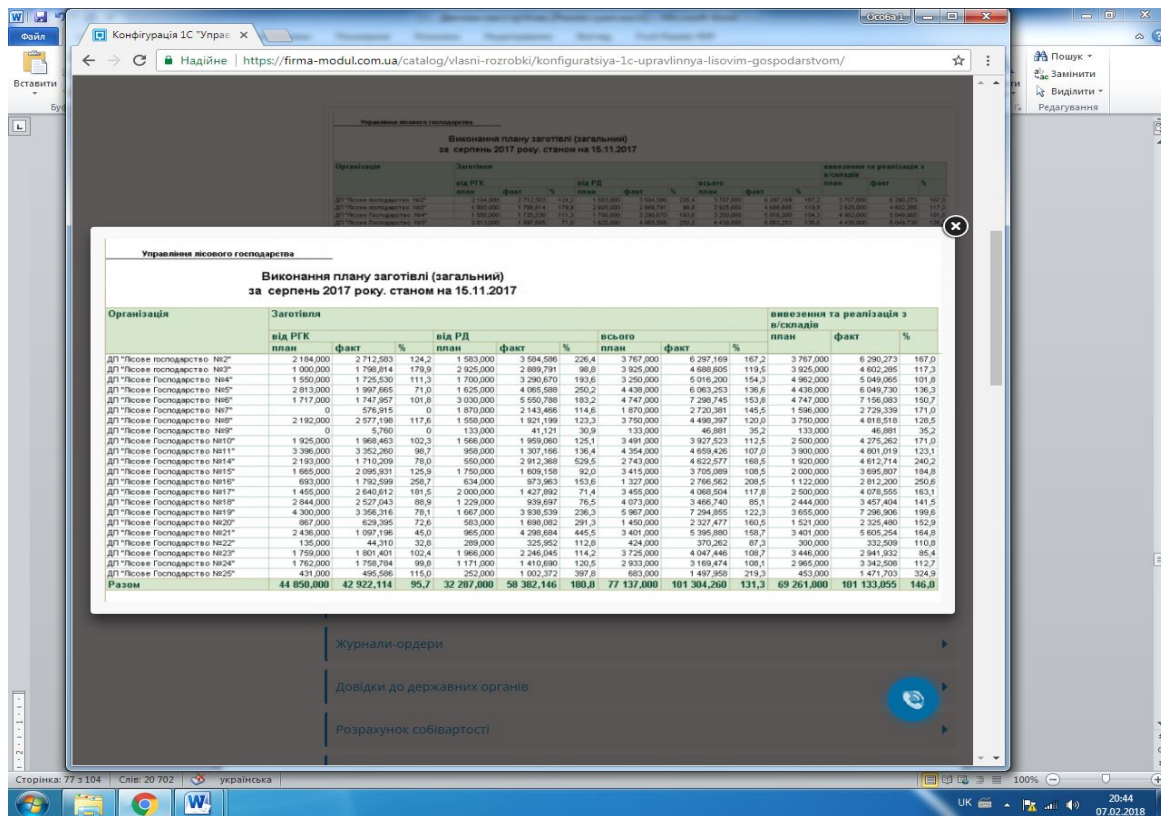 Особа 1
Файл
Конфігурація 1С "Управ
Надійне | https://firma-modul.com.ua/catalog/vlasni-rozrobki/konfiguratsiya-1c-upravlinnya-lisovim-gospodarstvom/
Вставити
Пошук
Замінити
Виділити
Редагування
Управління лісового господарства
Виконання плану заготівлі (загальний)
за серпень 2017 року. станом на 15.11.2017
Організація Заготівля вивезення та реалізація з в/складів
від РГК від РД всього план факт %
план факт % план факт % план факт %
ДП "Лісове господарство №2" 2 184,000 2 712,583 124,2 1 583,000 3 584,586 226,4 3 767,000 6 297,169 167,2 3 767,000 6 290,273 167,0
ДП "Лісове господарство №3" 1 000,000 1 798,814 179,9 2 925,000 2 889,791 98,8 3 925,000 4 688,605 119,5 3 925,000 4 602,285 117,3
ДП "Лісове Господарство №4" 1 550,000 1 725,530 111,3 1 700,000 3 290,670 193,6 3 250,000 5 016,200 154,3 4 962,000 5 049,065 101,8
ДП "Лісове Господарство №5" 2 813,000 1 997,665 71,0 1 625,000 4 065,588 250,2 4 438,000 6 063,253 136,6 4 438,000 6 049,730 136,3
ДП "Лісове Господарство №6" 1 717,000 1 747,957 101,8 3 030,000 5 550,788 183,2 4 747,000 7 298,745 153,8 4 747,000 7 156,083 150,7
ДП "Лісове Господарство №7" 0 576,915 0 1 870,000 2 143,466 114,6 1 870,000 2 720,381 145,5 1 596,000 2 729,339 171,0
ДП "Лісове Господарство №8" 2 192,000 2 577,198 117,6 1 558,000 1 921,199 123,3 3 750,000 4 498,397 120,0 3 750,000 4 818,518 128,5
ДП "Лісове Господарство №9" 0 5,760 0 133,000 41,121 30,9 133,000 46,881 35,2 133,000 46,881 35,2
ДП "Лісове Господарство №10" 1 925,000 1 968,463 102,3 1 566,000 1 959,060 125,1 3 491,000 3 927,523 112,5 2 500,000 4 275,262 171,0
ДП "Лісове Господарство №11" 3 396,000 3 352,260 98,7 958,000 1 307,166 136,4 4 354,000 4 659,426 107,0 3 900,000 4 801,019 123,1
ДП "Лісове Господарство №14" 2 193,000 1 710,209 78,0 550,000 2 912,368 529,5 2 743,000 4 622,577 168,5 1 920,000 4 612,714 240,2
ДП "Лісове Господарство №15" 1 665,000 2 095,931 125,9 1 750,000 1 609,158 92,0 3 415,000 3 705,089 108,5 2 000,000 3 695,807 184,8
ДП "Лісове Господарство №16" 693,000 1 792,599 258,7 634,000 973,963 153,6 1 327,000 2 766,562 208,5 1 122,000 2 812,200 250,6
ДП "Лісове Господарство №17" 1 455,000 2 640,612 181,5 2 000,000 1 427,892 71,4 3 455,000 4 068,504 117,8 2 500,000 4 078,555 163,1
ДП "Лісове Господарство №18" 2 844,000 2 527,043 88,9 1 229,000 939,697 76,5 4 073,000 3 466,740 85,1 2 444,000 3 457,404 141,5
ДП "Лісове Господарство №19" 4 300,000 3 356,316 78,1 1 667,000 3 938,539 236,3 5 967,000 7 294,855 122,3 3 655,000 7 296,906 199,6
ДП "Лісове Господарство №20" 867,000 629,395 72,6 583,000 1 698,082 291,3 1 450,000 2 327,477 160,5 1 521,000 2 325,480 152,9
ДП "Лісове Господарство №21" 2 436,000 1 097,196 45,0 965,000 4 298,684 445,5 3 401,000 5 395,880 158,7 3 401,000 5 605,254 164,8
ДП "Лісове Господарство №22" 135,000 44,310 32,8 289,000 325,952 112,8 424,000 370,262 87,3 300,000 332,509 110,8
ДП "Лісове Господарство №23" 1 759,000 1 801,401 102,4 1 966,000 2 246,045 114,2 3 725,000 4 047,446 108,7 3 446,000 2 941,932 85,4
ДП "Лісове Господарство №24" 1 762,000 1 758,784 99,8 1 171,000 1 410,690 120,5 2 933,000 3 169,474 108,1 2 965,000 3 342,508 112,7
ДП "Лісове Господарство №25" 431,000 495,586 115,0 252,000 1 002,372 397,8 683,000 1 497,958 219,3 453,000 1 471,703 324,9
Разом 44 850,000 42 922,114 95,7 32 287,000 58 382,146 180,8 77 137,000 101 304,260 131,3 69 261,000 101 133,055 146,0
Журнали-ордери
Довідки до державних органів
Розрахунок собівартості
Сторінка: 77 з 104 Слів: 20 702 українська 100%
UK 20:44
07.02.2018